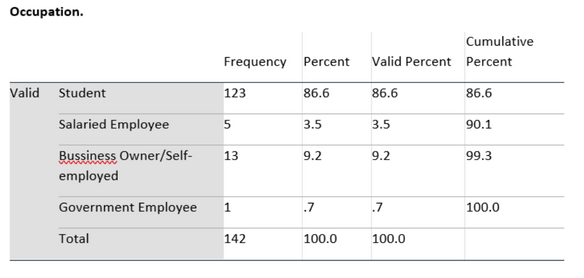 Occupation.
Cumulative
Frequency Percent Valid Percent Percent
Valid Student 123 86.6 86.6 86.6
Salaried Employee 5 3.5 3.5 90.1
Bussiness Owner/Self- 13 9.2 9.2 99.3
employed
Government Employee 1 .7 .7 100.0
Total 142 100.0 100.0